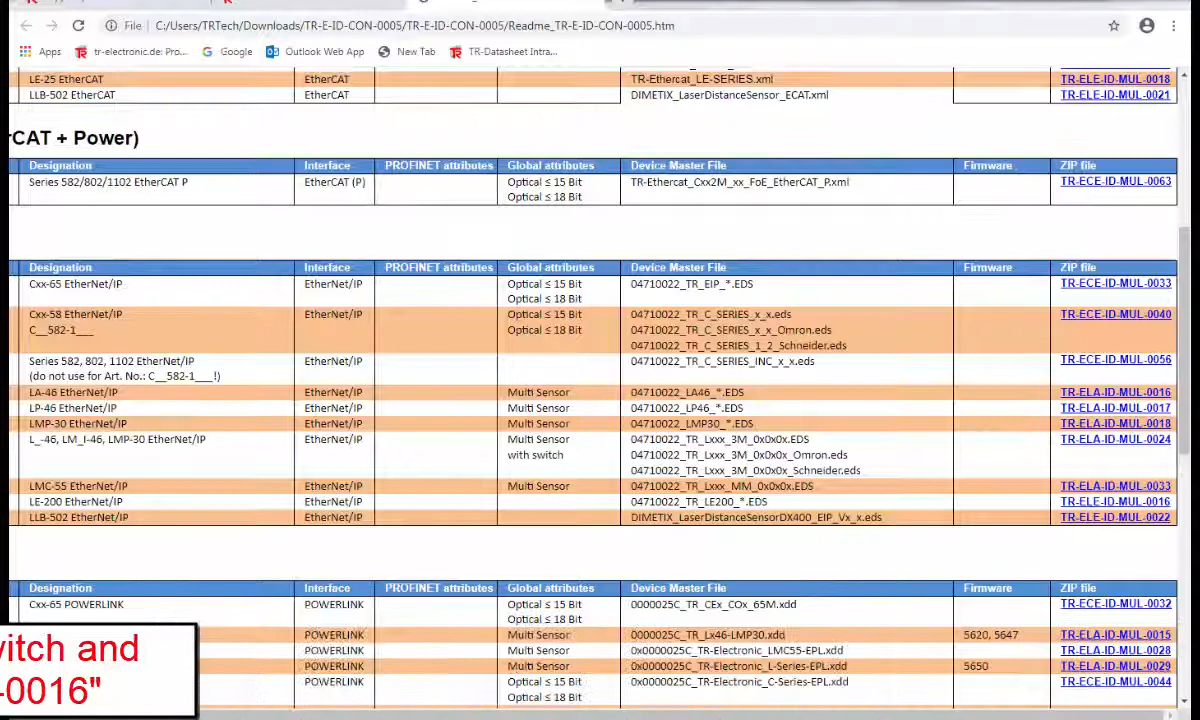 File C:/Users/TRTech/Downloads/TR-E-ID-CON-0005/TR-E-ID-CON-0005/Readme_TR-E-ID-CON-0005.htm
Apps tr-electronic.de: Pro... Google Outlook Web App New Tab TR-Datasheet Intra...
LE-25 EtherCAT EtherCAT TR-Ethercat_LE-SERIES.xml TR-ELE-ID-MUL-0018
LLB-502 EtherCAT EtherCAT DIMETIX_LaserDistanceSensor_ECAT.xml TR-ELE-ID-MUL-0021
CAT + Power)
Designation Interface PROFINET attributes Global attributes Device Master File Firmware ZIP file
Series 582/802/1102 EtherCAT P EtherCAT (P) Optical ≤ 15 Bit TR-Ethercat_Cxx2M_xx_FoE_EtherCAT_P.xml TR-ECE-ID-MUL-0063
Optical ≤ 18 Bit
Designation Interface PROFINET attributes Global attributes Device Master File Firmware ZIP file
Cxx-65 EtherNet/IP EtherNet/IP Optical ≤ 15 Bit 04710022_TR_EIP_*.EDS TR-ECE-ID-MUL-0033
Optical ≤ 18 Bit
Cxx-58 EtherNet/IP EtherNet/IP Optical ≤ 15 Bit 04710022_TR_C_SERIES_x_x.eds TR-ECE-ID-MUL-0040
C__582-1___ Optical ≤ 18 Bit 04710022_TR_C_SERIES_x_x_Omron.eds
04710022_TR_C_SERIES_1_2_Schneider.eds
Series 582, 802, 1102 EtherNet/IP EtherNet/IP 04710022_TR_C_SERIES_INC_x_x.eds TR-ECE-ID-MUL-0056
(do not use for Art. No.: C__582-1___!)
LA-46 EtherNet/IP EtherNet/IP Multi Sensor 04710022_LA46_*.EDS TR-ELA-ID-MUL-0016
LP-46 EtherNet/IP EtherNet/IP Multi Sensor 04710022_LP46_*.EDS TR-ELA-ID-MUL-0017
LMP-30 EtherNet/IP EtherNet/IP Multi Sensor 04710022_LMP30_*.EDS TR-ELA-ID-MUL-0018
L_-46, LM_I-46, LMP-30 EtherNet/IP EtherNet/IP Multi Sensor 04710022_TR_Lxxx_3M_0x0x0x.EDS TR-ELA-ID-MUL-0024
with switch 04710022_TR_Lxxx_3M_0x0x0x_Omron.eds
04710022_TR_Lxxx_3M_0x0x0x_Schneider.eds
LMC-55 EtherNet/IP EtherNet/IP Multi Sensor 04710022_TR_Lxxx_MM_0x0x0x.EDS TR-ELA-ID-MUL-0033
LE-200 EtherNet/IP EtherNet/IP 04710022_TR_LE200_*.EDS TR-ELE-ID-MUL-0016
LLB-502 EtherNet/IP EtherNet/IP DIMETIX_LaserDistanceSensorDX400_EIP_Vx_x.eds TR-ELE-ID-MUL-0022
Designation Interface PROFINET attributes Global attributes Device Master File Firmware ZIP file
Cxx-65 POWERLINK POWERLINK Optical ≤ 15 Bit 0000025C_TR_CEx_COx_65M.xdd TR-ECE-ID-MUL-0032
Optical ≤ 18 Bit
POWERLINK Multi Sensor 0000025C_TR_Lx46-LMP30.xdd 5620, 5647 TR-ELA-ID-MUL-0015
POWERLINK Multi Sensor 0x0000025C_TR-Electronic_LMC55-EPL.xdd TR-ELA-ID-MUL-0028
POWERLINK Multi Sensor 0x0000025C_TR-Electronic_L-Series-EPL.xdd 5650 TR-ELA-ID-MUL-0029
POWERLINK Optical ≤ 15 Bit 0x0000025C_TR-Electronic_C-Series-EPL.xdd TR-ECE-ID-MUL-0044
Optical ≤ 18 Bit
witch and
-0016"